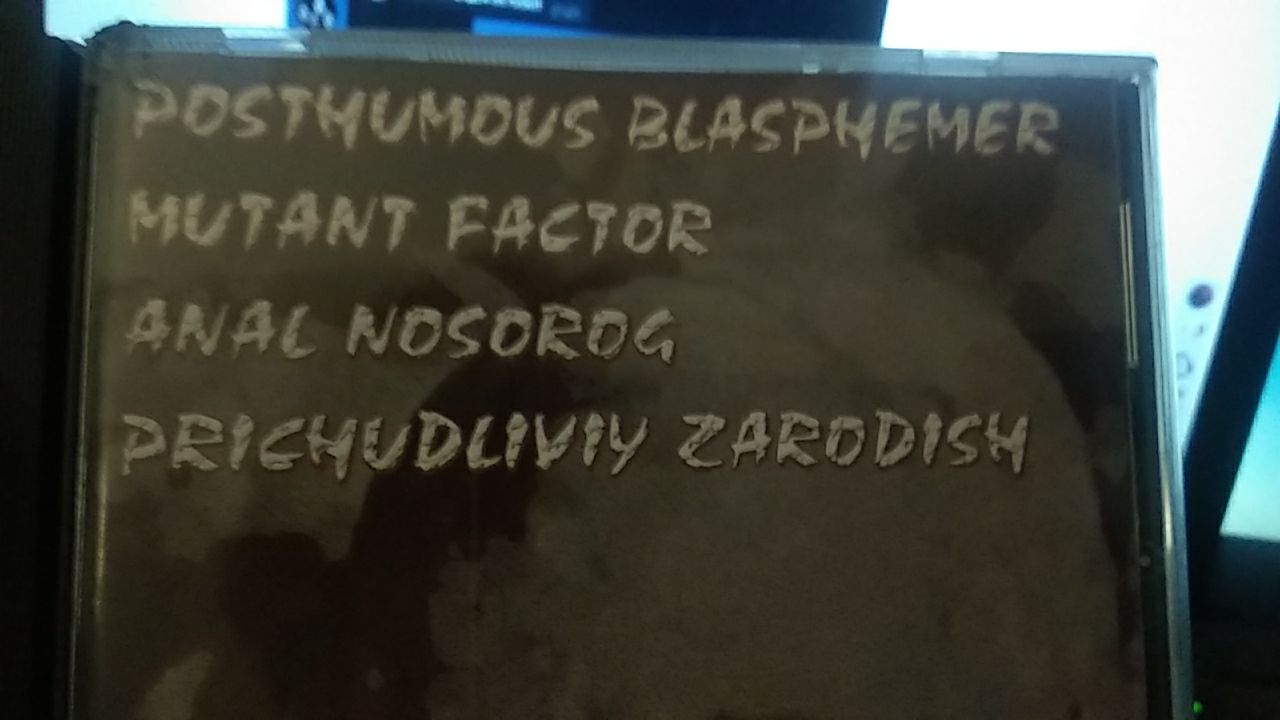 POSTHUMOUS BLASPHEMER
MUTANT FACTOR
ANAL NOSOROG
PRICHUDLIVIY ZARODISH